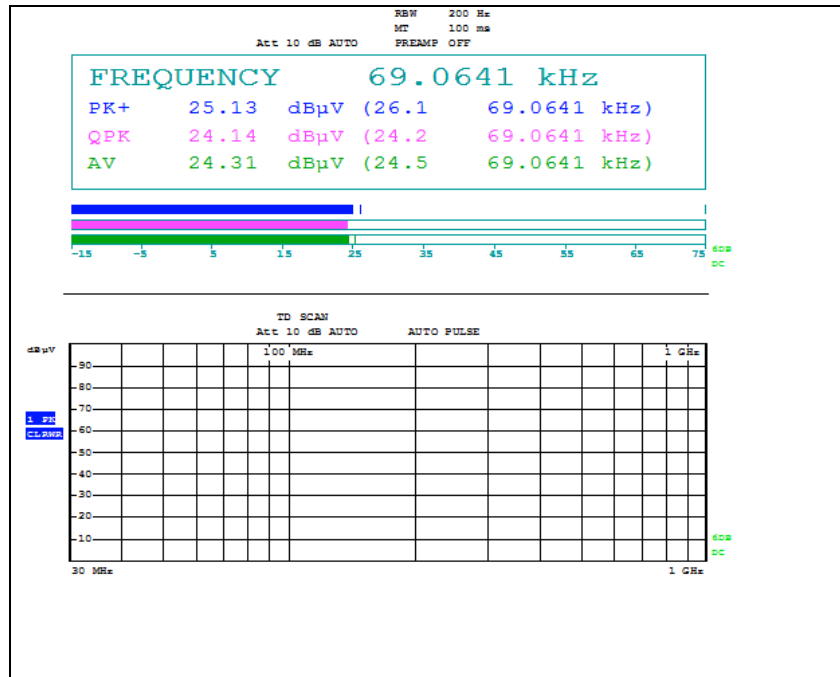 RBW 200 Hz
MT 100 ms
Att 10 dB AUTO PREAMP OFF
FREQUENCY 69.0641 kHz
PK+ 25.13 dBµV (26.1 69.0641 kHz)
QPK 24.14 dBµV (24.2 69.0641 kHz)
AV 24.31 dBµV (24.5 69.0641 kHz)
-15 -5 5 15 25 35 45 55 65 75
6DB
DC
TD SCAN
Att 10 dB AUTO AUTO PULSE
dBµV
100 MHz 1 GHz
90
80
70
1 PK
CLRWR
60
50
40
30
20
10
6DB
DC
30 MHz 1 GHz